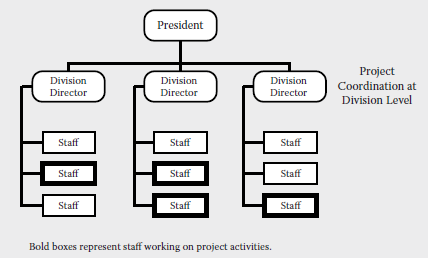 President
Division
Director
Division
Director
Division
Director
Project
Coordination at
Division Level
Staff
Staff
Staff
Staff
Staff
Staff
Staff
Staff
Staff
Bold boxes represent staff working on project activities.